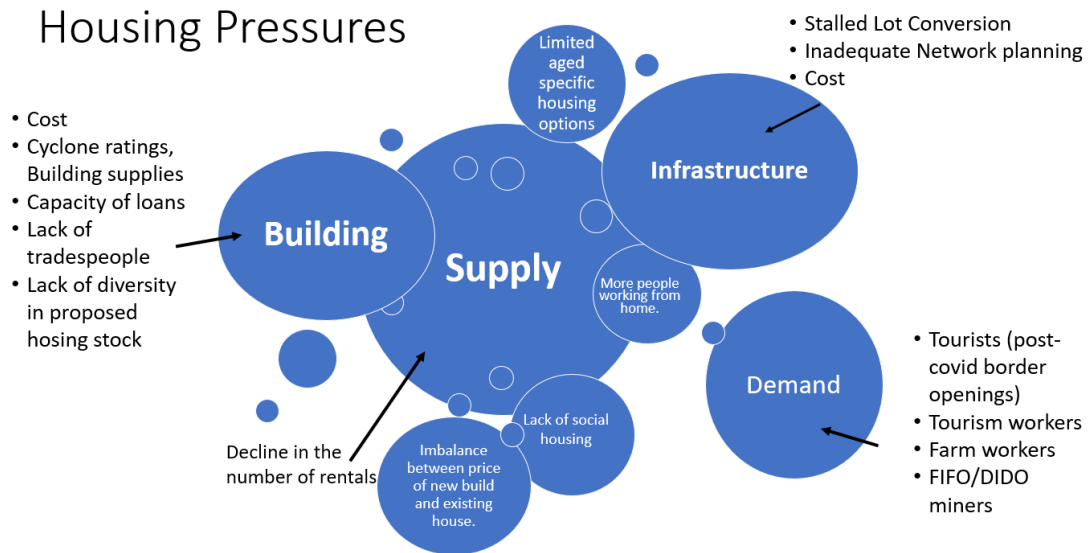 Housing Pressures
• Stalled Lot Conversion
• Inadequate Network planning
• Cost
Limited
aged
specific
housing
options
Infrastructure
• Cost
• Cyclone ratings,
Building supplies
• Capacity of loans
• Lack of
tradespeople
• Lack of diversity
in proposed
hosing stock
Building
Supply
More people
working from
home.
Demand
• Tourists (post-
covid border
openings)
• Tourism workers
• Farm workers
• FIFO/DIDO
miners
Decline in the
number of rentals
Lack of social
housing
Imbalance
between price
of new build
and existing
house.